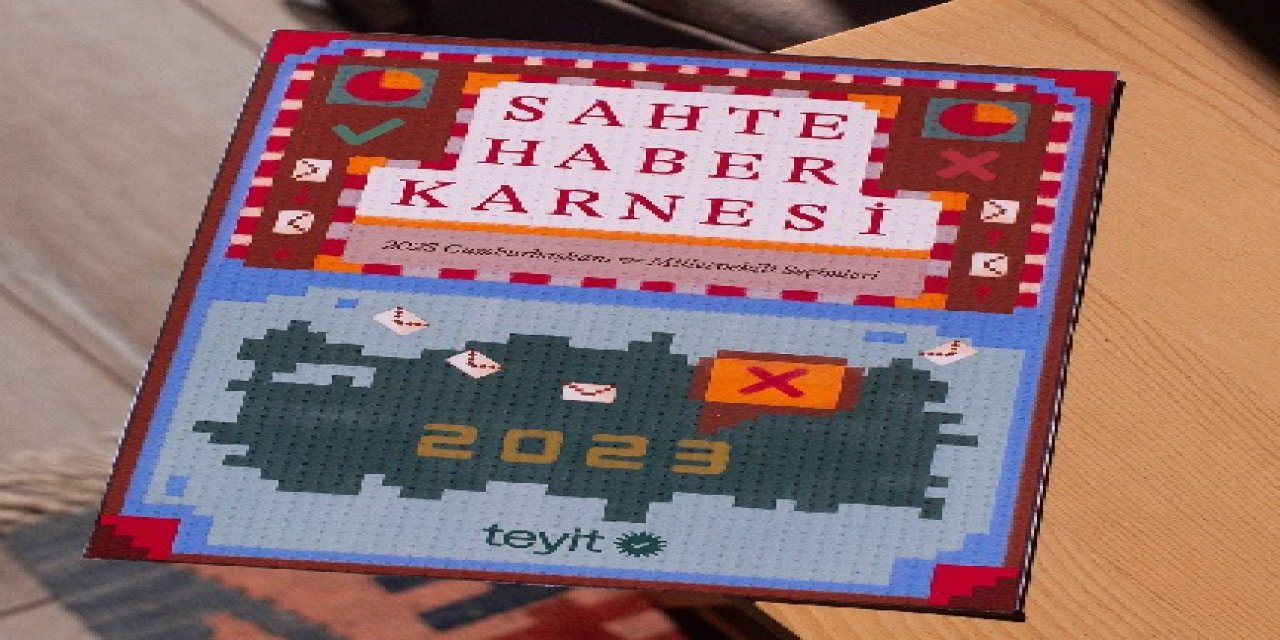 SAHTE
HABER
KARNESİ
2023 Cumhurbaşkanı ve Milletvekili Seçimleri
2023
teyit